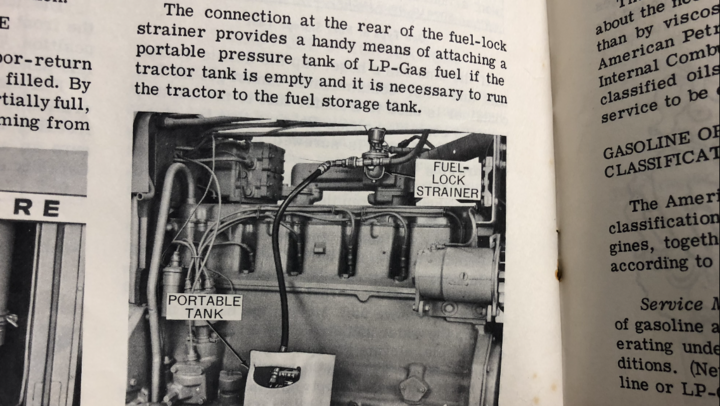 E
or-return
filled. By
rtially full,
ming from
R E
The connection at the rear of the fuel-lock
strainer provides a handy means of attaching a
portable pressure tank of LP-Gas fuel if the
tractor tank is empty and it is necessary to run
the tractor to the fuel storage tank.
FUEL-
LOCK
STRAINER
PORTABLE
TANK
about the
than by viscos
American Petr
Internal Comb
classified oils
service to be
GASOLINE OR
CLASSIFICAT
The Ameri
classification
gines, togeth
according to
Service M
of gasoline a
erating unde
ditions. (Ne
line or LP-